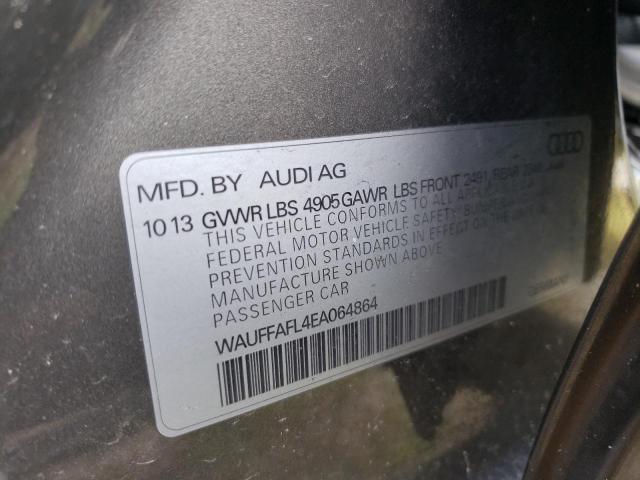 MFD. BY AUDI AG
10 13 GVWR LBS 4905 GAWR LBS FRONT 2491, REAR
THIS VEHICLE CONFORMS TO ALL
FEDERAL MOTOR VEHICLE SAFETY,
PREVENTION STANDARDS IN EFFECT ON THE
MANUFACTURE SHOWN ABOVE
PASSENGER CAR
WAUFFAFL4EA064864